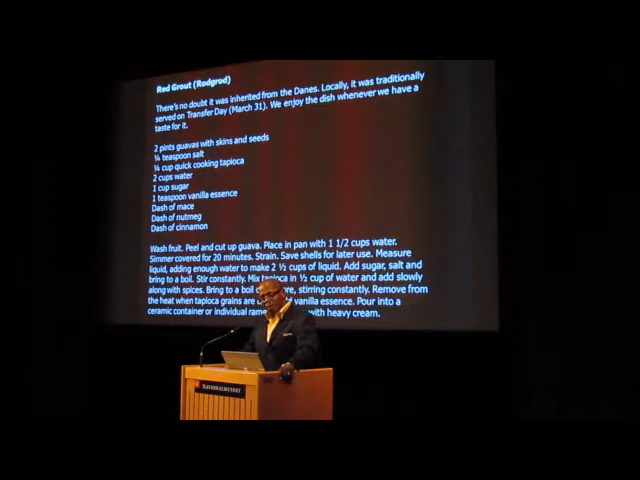 Red Grout (Rodgrod)
There's no doubt it was inherited from the Danes. Locally, it was traditionally
served on Transfer Day (March 31). We enjoy the dish whenever we have a
taste for it.
2 pints guavas with skins and seeds
¼ teaspoon salt
¼ cup quick cooking tapioca
2 cups water
1 cup sugar
1 teaspoon vanilla essence
Dash of mace
Dash of nutmeg
Dash of cinnamon
Wash fruit. Peel and cut up guava. Place in pan with 1 1/2 cups water.
Simmer covered for 20 minutes. Strain. Save shells for later use. Measure
liquid, adding enough water to make 2 ½ cups of liquid. Add sugar, salt and
bring to a boil. Stir constantly. Mix tapioca in ½ cup of water and add slowly
along with spices. Bring to a boil stirring constantly. Remove from
the heat when tapioca grains are vanilla essence. Pour into a
ceramic container or individual with heavy cream.
NATIONALMUSEET